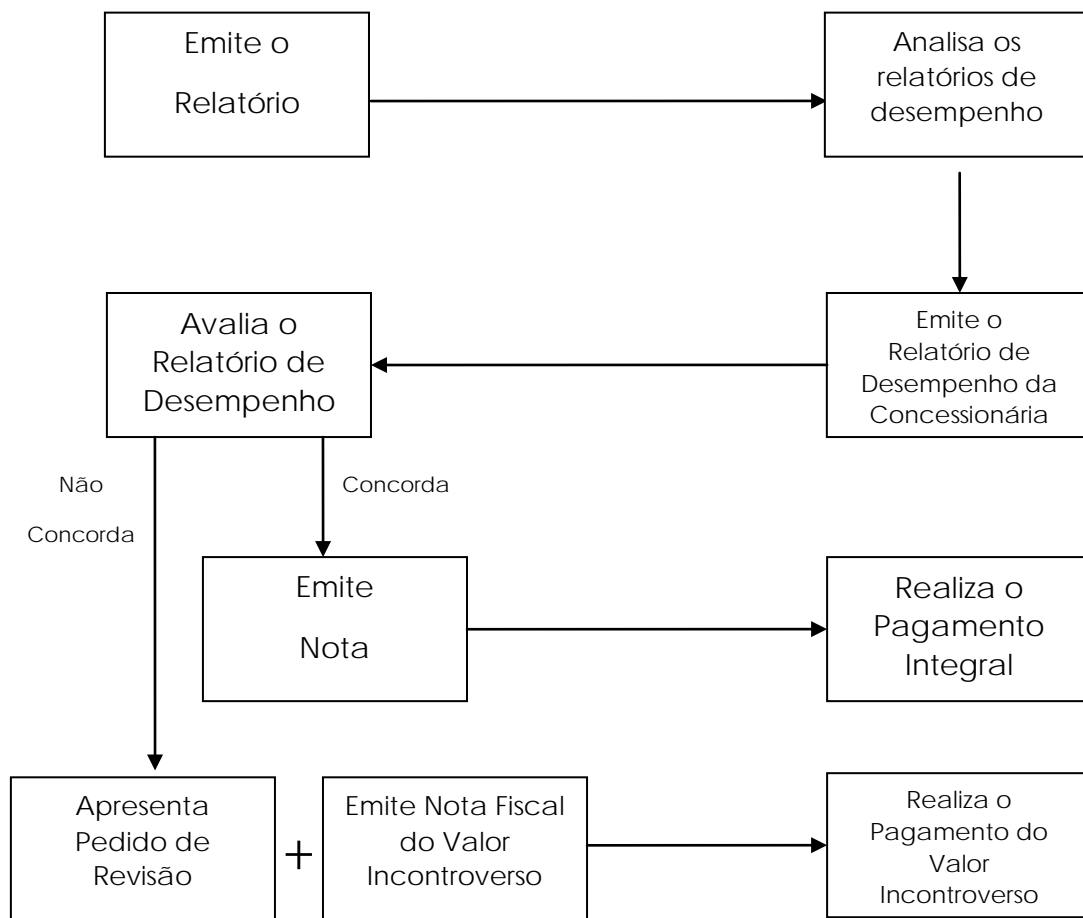 Emite o
Relatório
Analisa os
relatórios de
desempenho
Avalia o
Relatório de
Desempenho
Emite o
Relatório de
Desempenho da
Concessionária
Não
Concorda
Concorda
Emite
Nota
Realiza o
Pagamento
Integral
Apresenta
Pedido de
Revisão
+
Emite Nota Fiscal
do Valor
Incontroverso
Realiza o
Pagamento do
Valor
Incontroverso